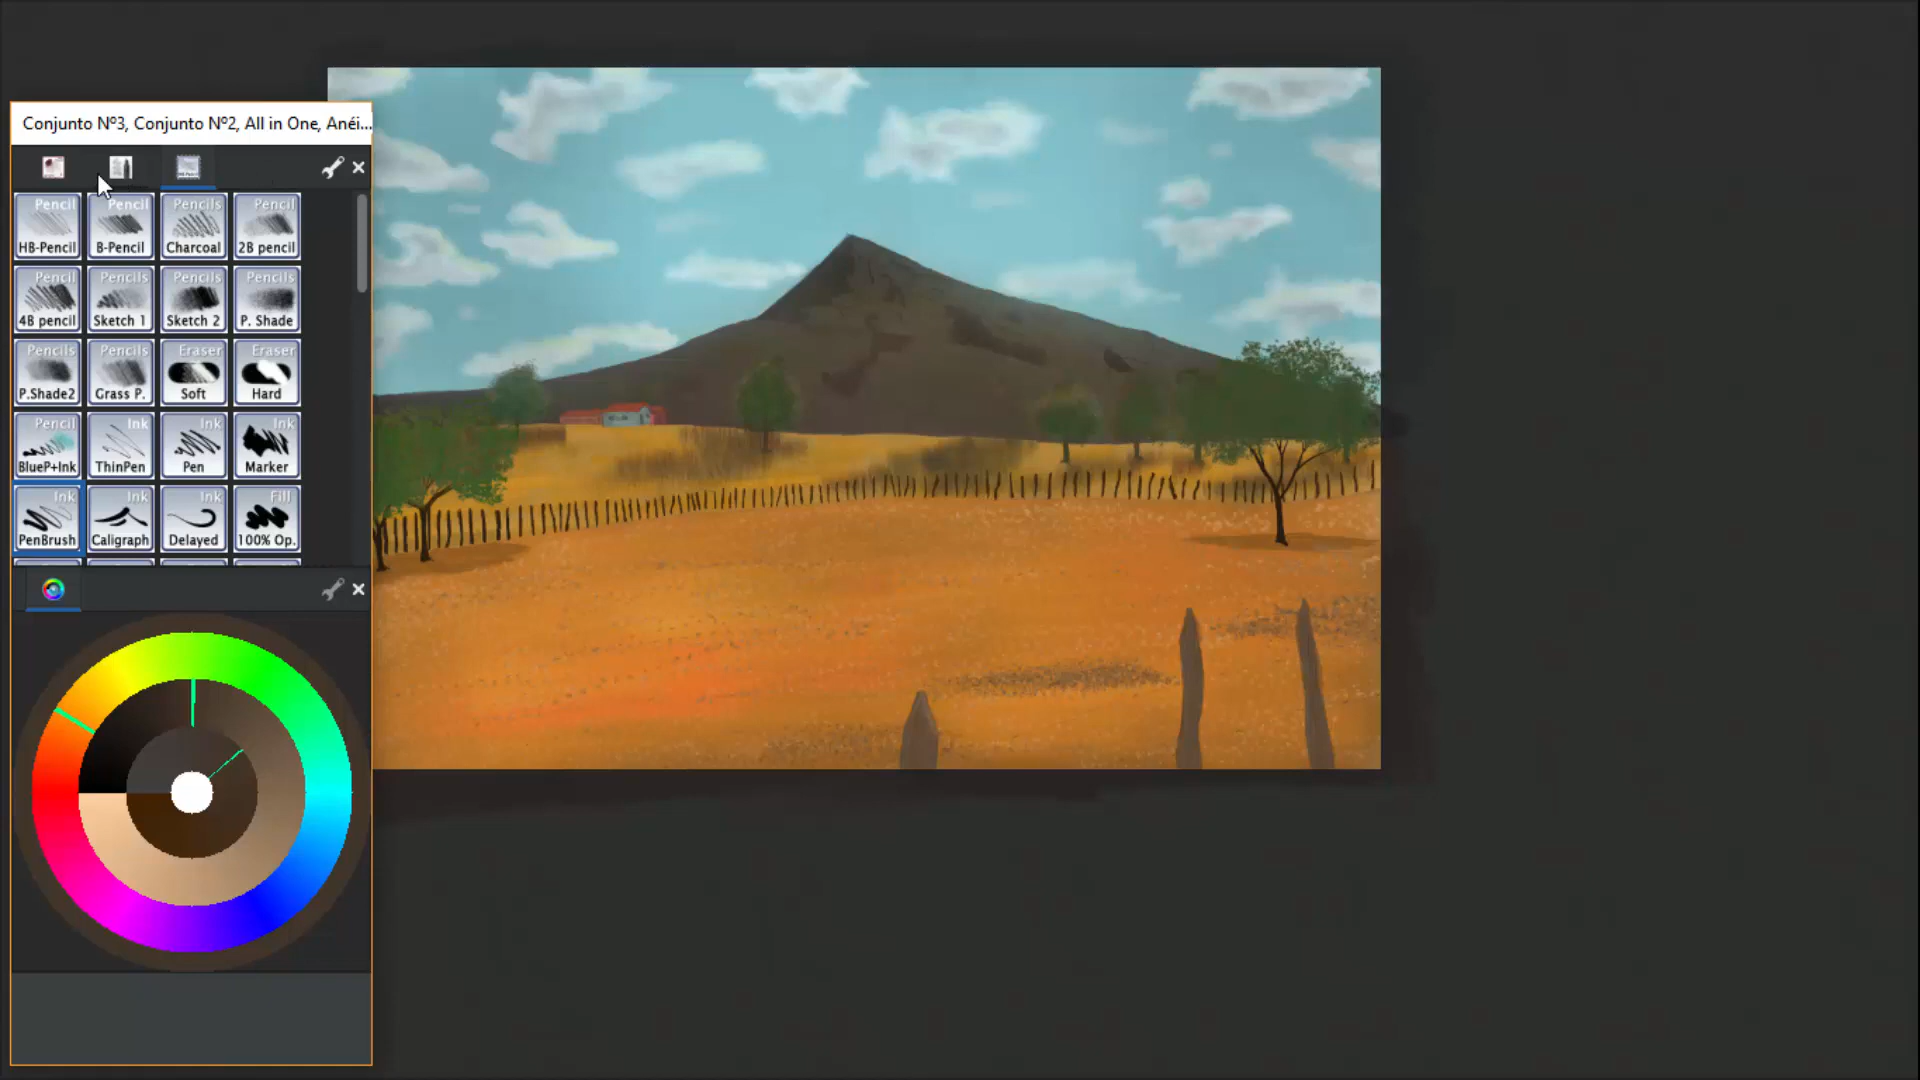 Conjunto Nº3, Conjunto Nº2, All in One, Anéi...
Pencil Pencil Pencils Pencil
HB-Pencil B-Pencil Charcoal 2B pencil
Pencil Pencils Pencils Pencils
4B pencil Sketch 1 Sketch 2 P. Shade
Pencils Pencils Eraser Eraser
P.Shade2 Grass P. Soft Hard
Pencil Ink Ink Ink
BlueP+Ink ThinPen Pen Marker
Ink Ink Ink Fill
PenBrush Caligraph Delayed 100% Op.